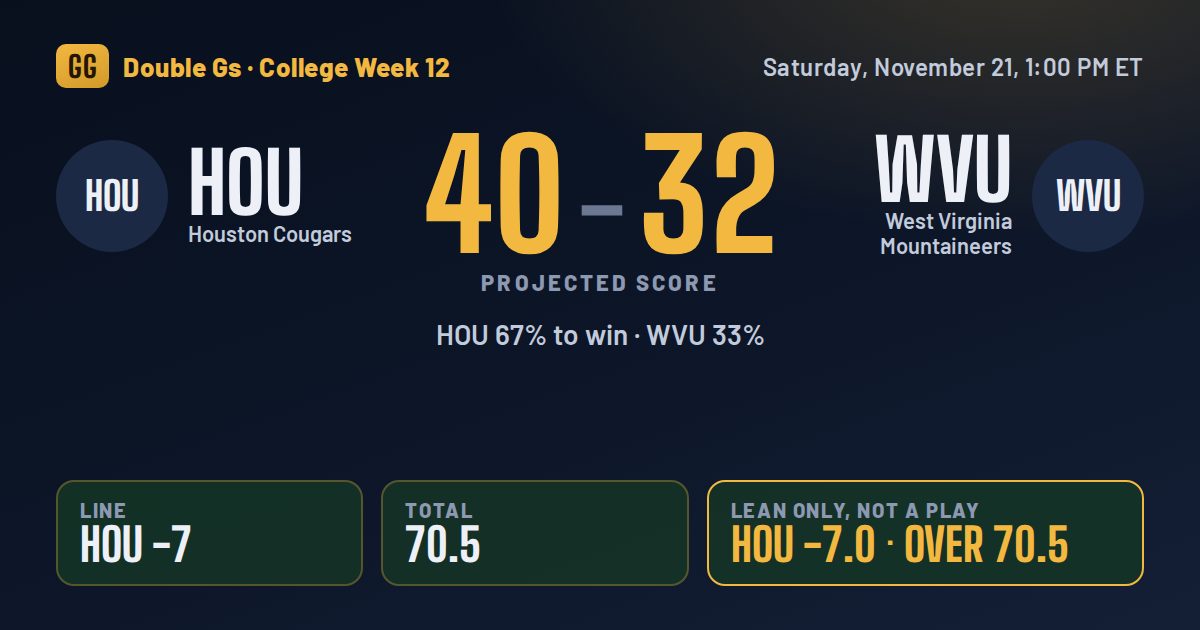 GG
Double Gs · College Week 12
Saturday, November 21, 1:00 PM ET
HOU
HOU
Houston Cougars
40 – 32
PROJECTED SCORE
HOU 67% to win · WVU 33%
WVU
West Virginia
Mountaineers
WVU
LINE
HOU −7
TOTAL
70.5
LEAN ONLY, NOT A PLAY
HOU −7.0 · OVER 70.5